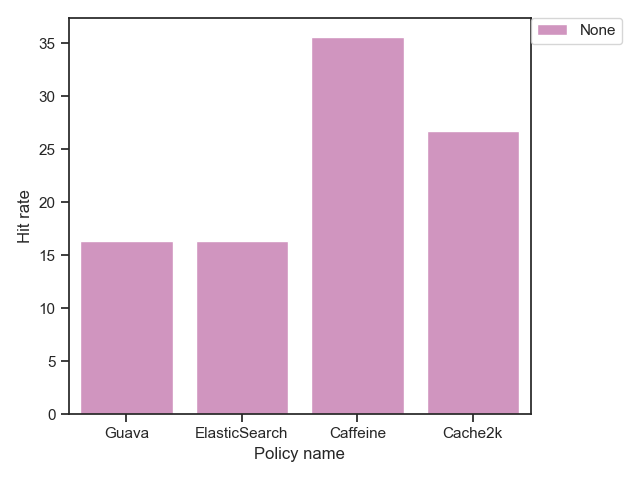 None
35
30
25
20
15
10
5
0
Hit rate
Guava
ElasticSearch
Caffeine
Cache2k
Policy name